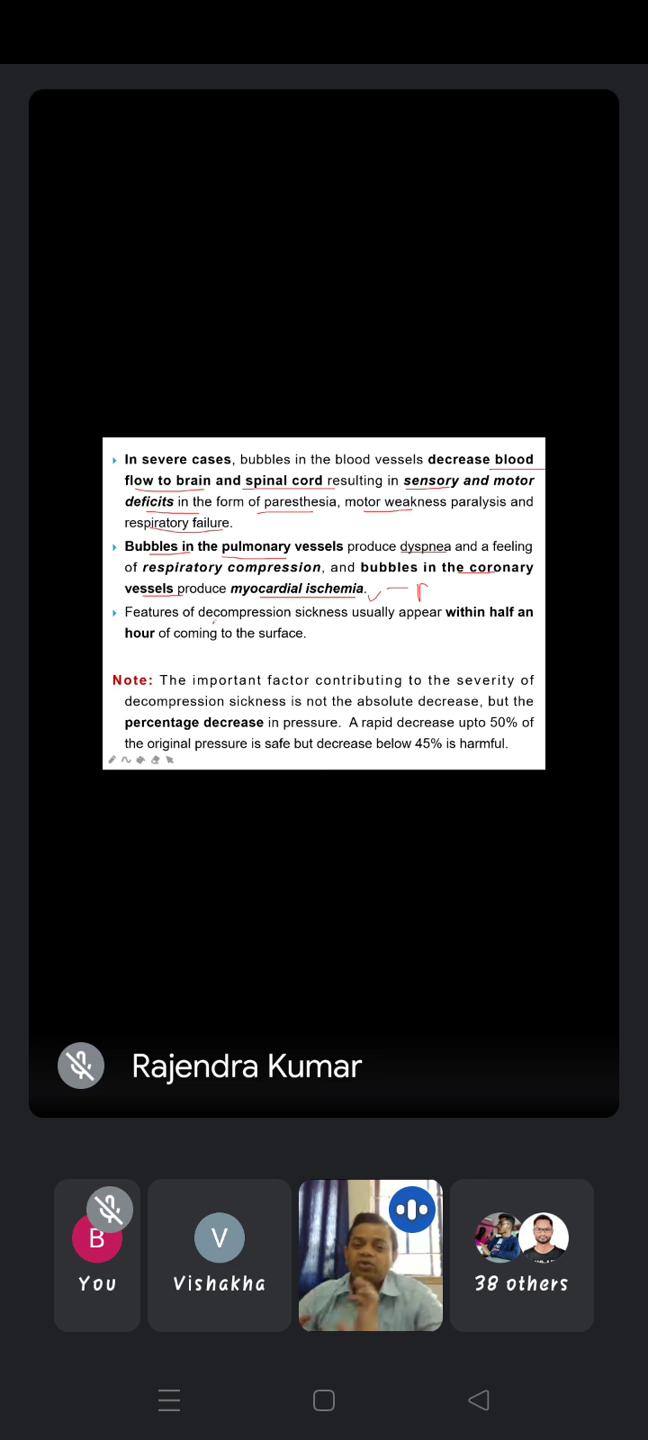 In severe cases, bubbles in the blood vessels decrease blood
flow to brain and spinal cord resulting in sensory and motor
deficits in the form of paresthesia, motor weakness paralysis and
respiratory failure.
Bubbles in the pulmonary vessels produce dyspnea and a feeling
of respiratory compression, and bubbles in the coronary
vessels produce myocardial ischemia.
Features of decompression sickness usually appear within half an
hour of coming to the surface.
Note: The important factor contributing to the severity of
decompression sickness is not the absolute decrease, but the
percentage decrease in pressure. A rapid decrease upto 50% of
the original pressure is safe but decrease below 45% is harmful.
Rajendra Kumar
B
You
V
Vishakha
38 others